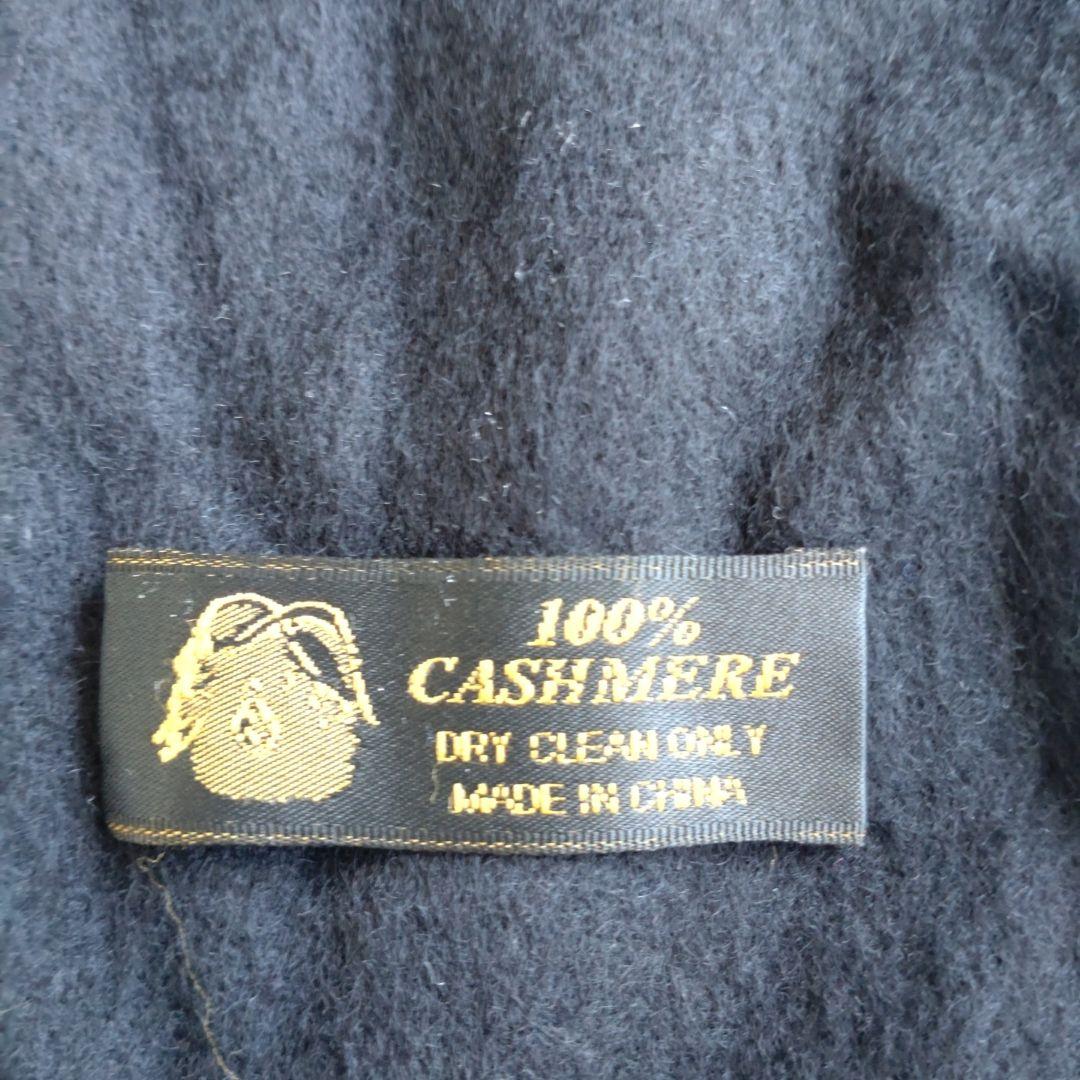 100%
CASHMERE
DRY CLEAN ONLY
MADE IN CHINA